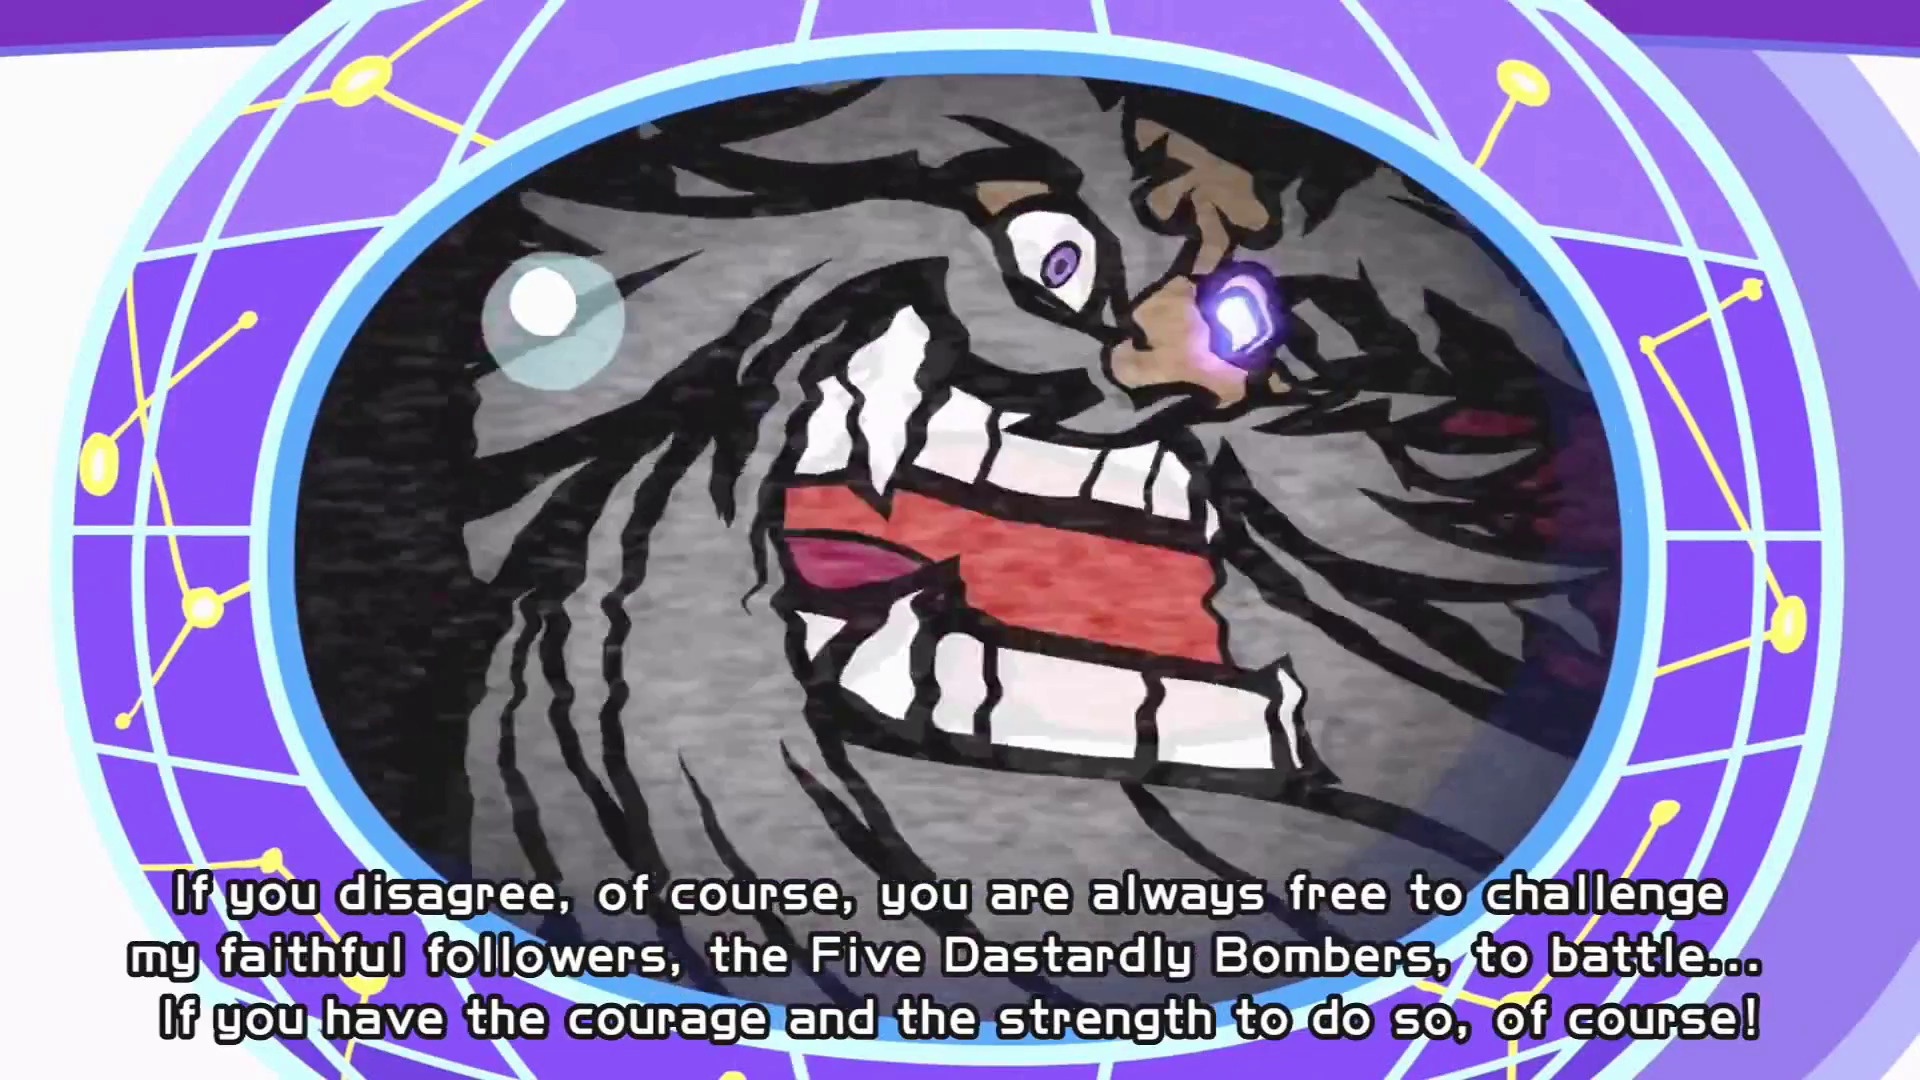 If you disagree, of course, you are always free to challenge
my faithful followers, the Five Dastardly Bombers, to battle...
If you have the courage and the strength to do so, of course!